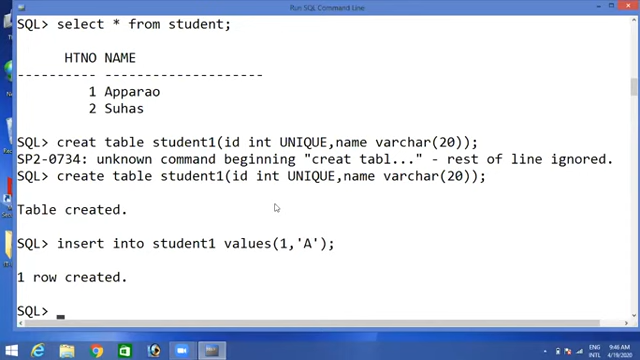 Run SQL Command Line
SQL> select * from student;
HTNO NAME
---------- --------------------
1 Apparao
2 Suhas
SQL> creat table student1(id int UNIQUE,name varchar(20));
SP2-0734: unknown command beginning "creat tabl..." - rest of line ignored.
SQL> create table student1(id int UNIQUE,name varchar(20));
Table created.
SQL> insert into student1 values(1,'A');
1 row created.
SQL>
ENG 9:46 AM
INTL 4/19/2020